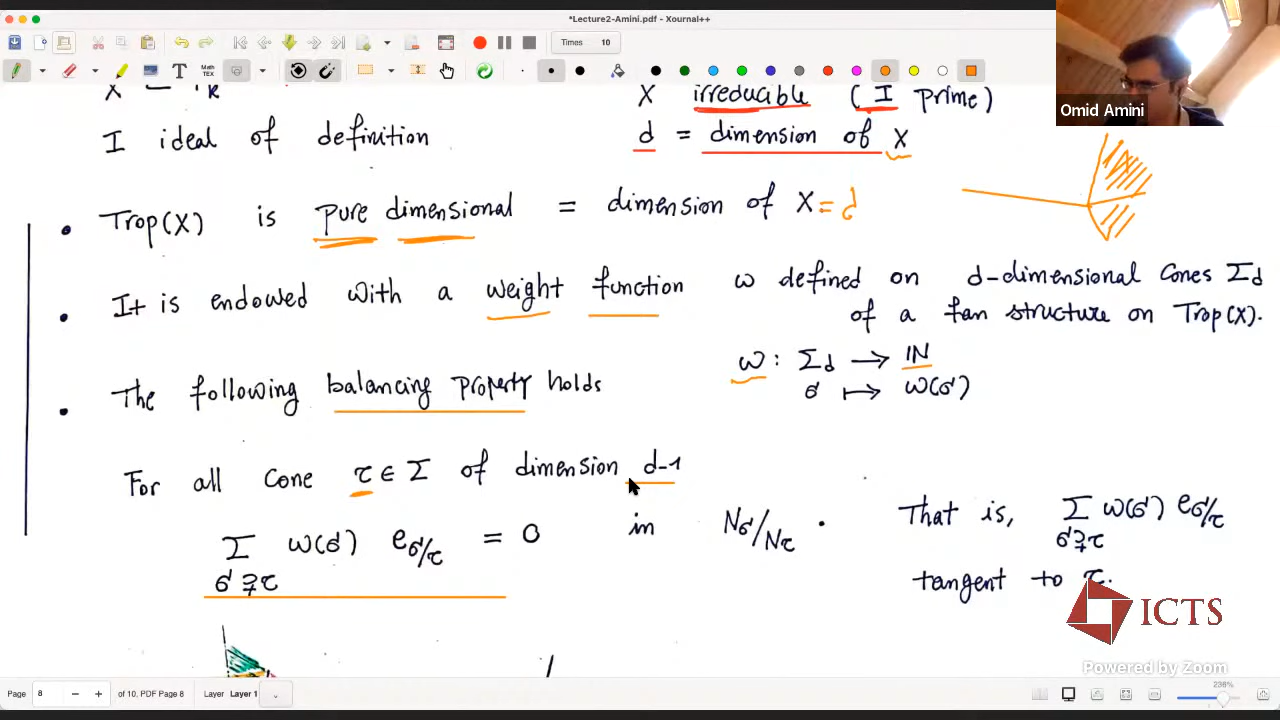 *Lecture2-Amini.pdf - Xournal++
Times 10
Omid Amini
X irreducible (I prime)
I ideal of definition
d = dimension of X
• Trop(X) is pure dimensional = dimension of X = d
• It is endowed with a weight function ω defined on d-dimensional cones Σd
of a fan structure on Trop(X).
ω : Σd → IN
σ ↦ ω(σ)
• The following balancing property holds
For all cone τ ∈ Σ of dimension d-1
Σ ω(σ) eσ/τ = 0 in Nσ/Nτ . That is, Σ ω(σ) eσ/τ
σ⊋τ σ⊋τ
tangent to τ.
ICTS
Powered by Zoom
Page 8 of 10, PDF Page 8 Layer Layer 1 236%